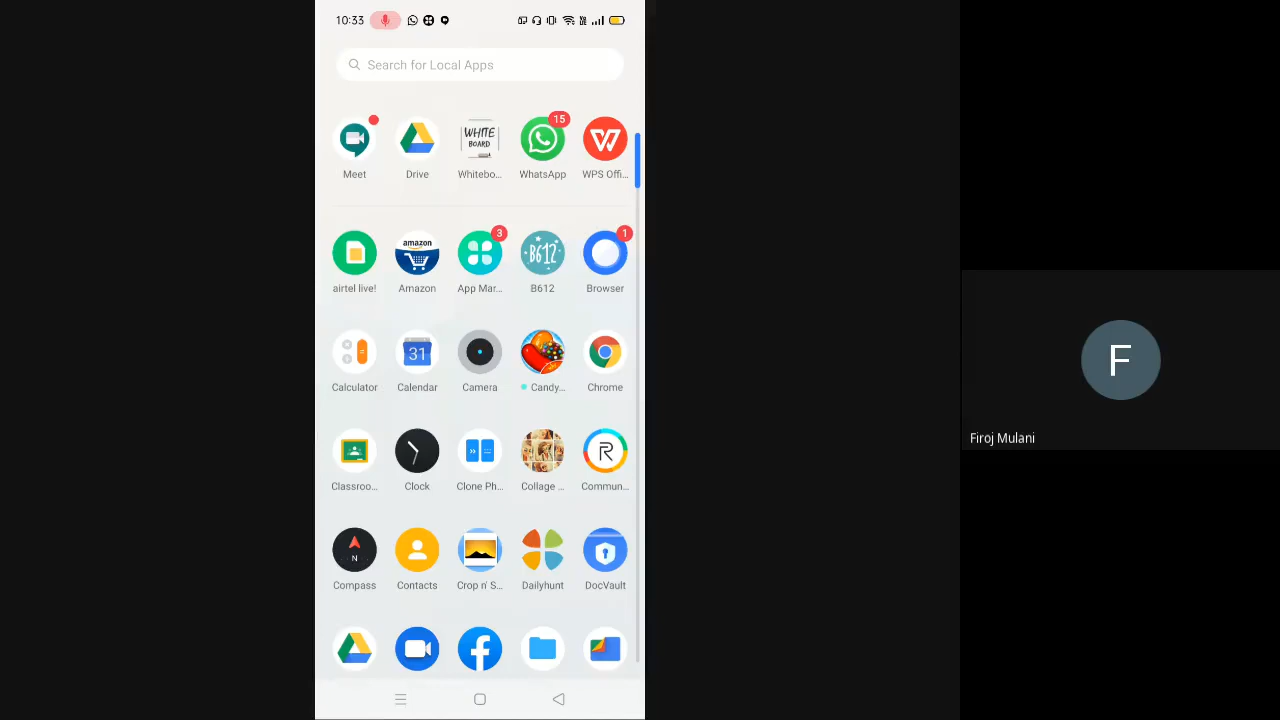 10:33
Search for Local Apps
15
WHITE
BOARD
Meet Drive Whitebo... WhatsApp WPS Offi...
3 1
amazon B612
airtel live! Amazon App Mar... B612 Browser
31
Calculator Calendar Camera Candy... Chrome
F
Firoj Mulani
Classroo... Clock Clone Ph... Collage ... Commun...
N
Compass Contacts Crop n' S... Dailyhunt DocVault